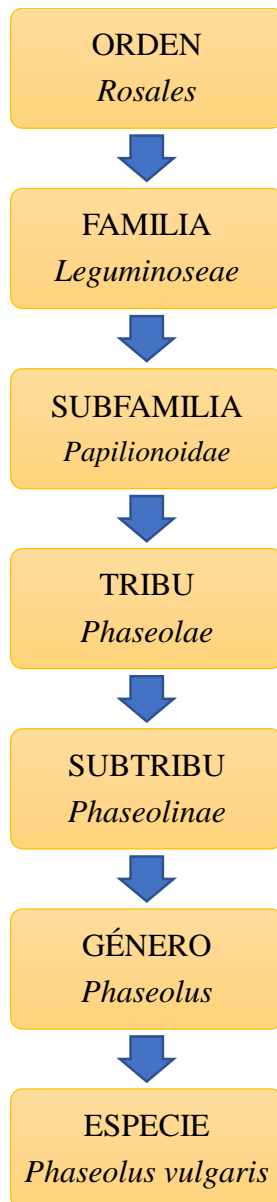 ORDEN
Rosales
FAMILIA
Leguminoseae
SUBFAMILIA
Papilionoidae
TRIBU
Phaseolae
SUBTRIBU
Phaseolinae
GÉNERO
Phaseolus
ESPECIE
Phaseolus vulgaris